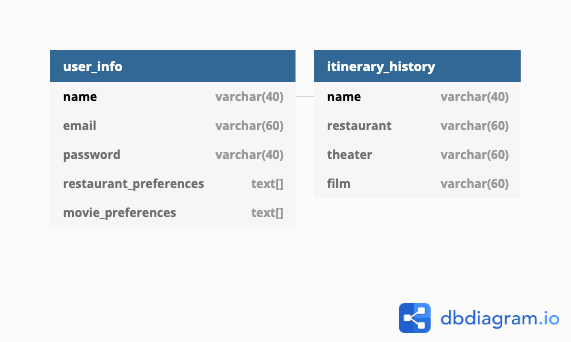 user_info
name varchar(40)
email varchar(60)
password varchar(40)
restaurant_preferences text[]
movie_preferences text[]
itinerary_history
name varchar(40)
restaurant varchar(60)
theater varchar(60)
film varchar(60)
dbdiagram.io